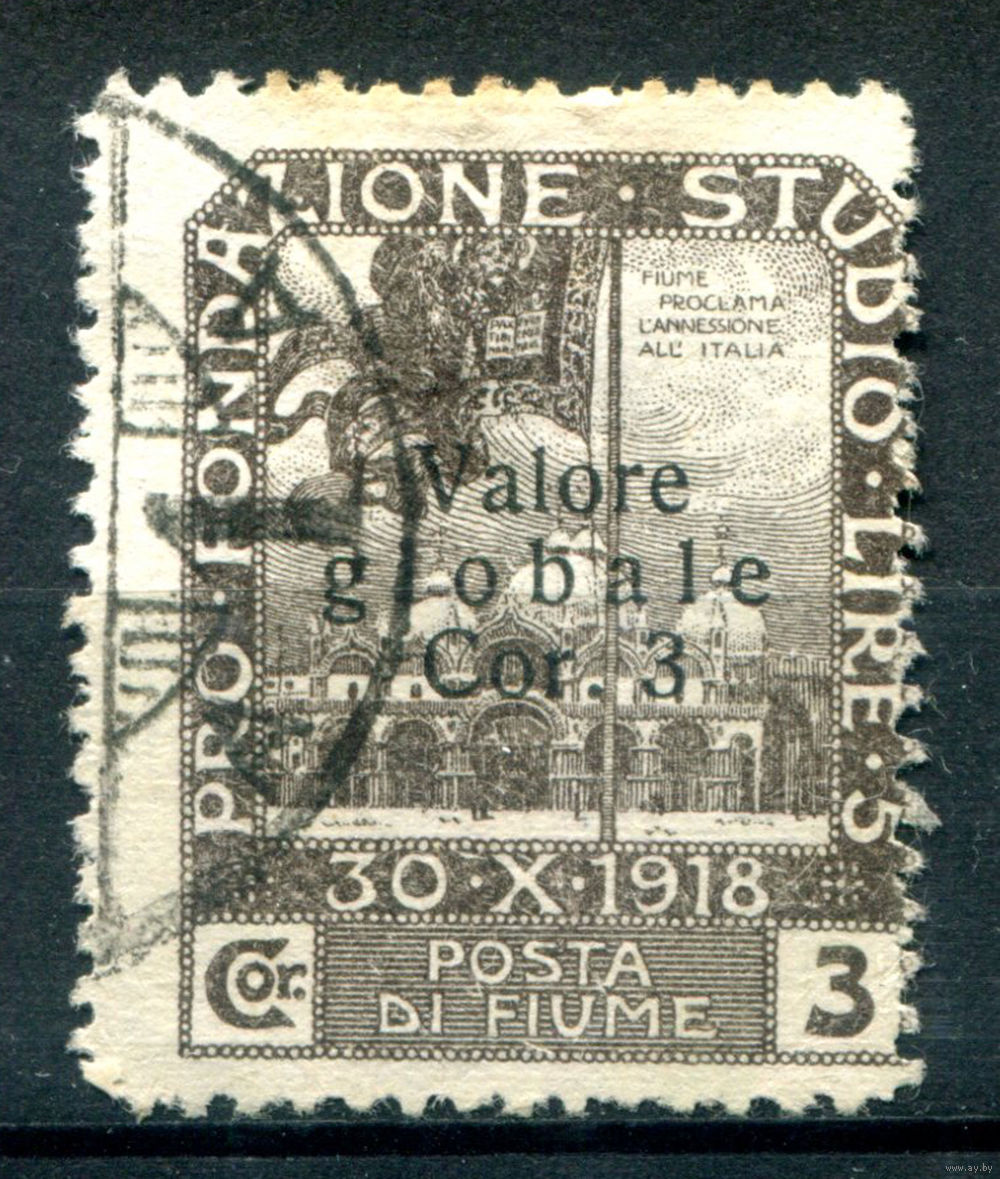 PRO · FONDAZIONE · STUDIO · LIRE · 5
FIUME
PROCLAMA
L'ANNESSIONE
ALL' ITALIA
Valore
globale
Cor. 3
30 · X · 1918
Cor. POSTA 3
DI FIUME
www.ay.by